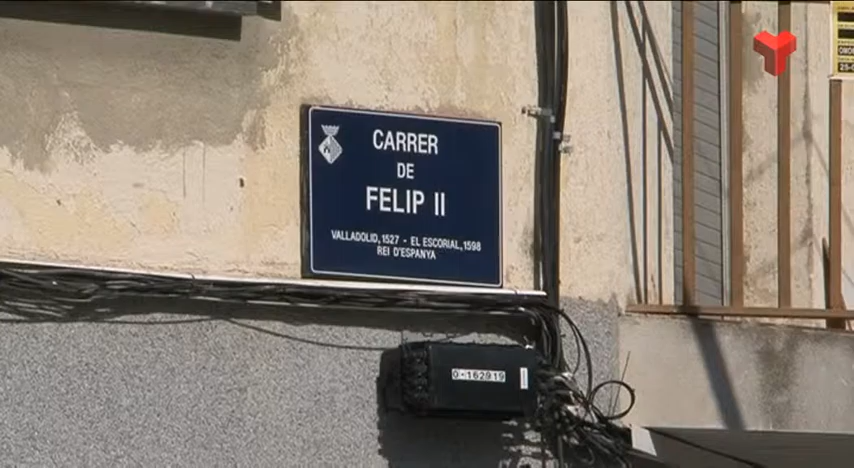 CARRER
DE
FELIP II
VALLADOLID,1527 - EL ESCORIAL,1598
REI D'ESPANYA
0-162919